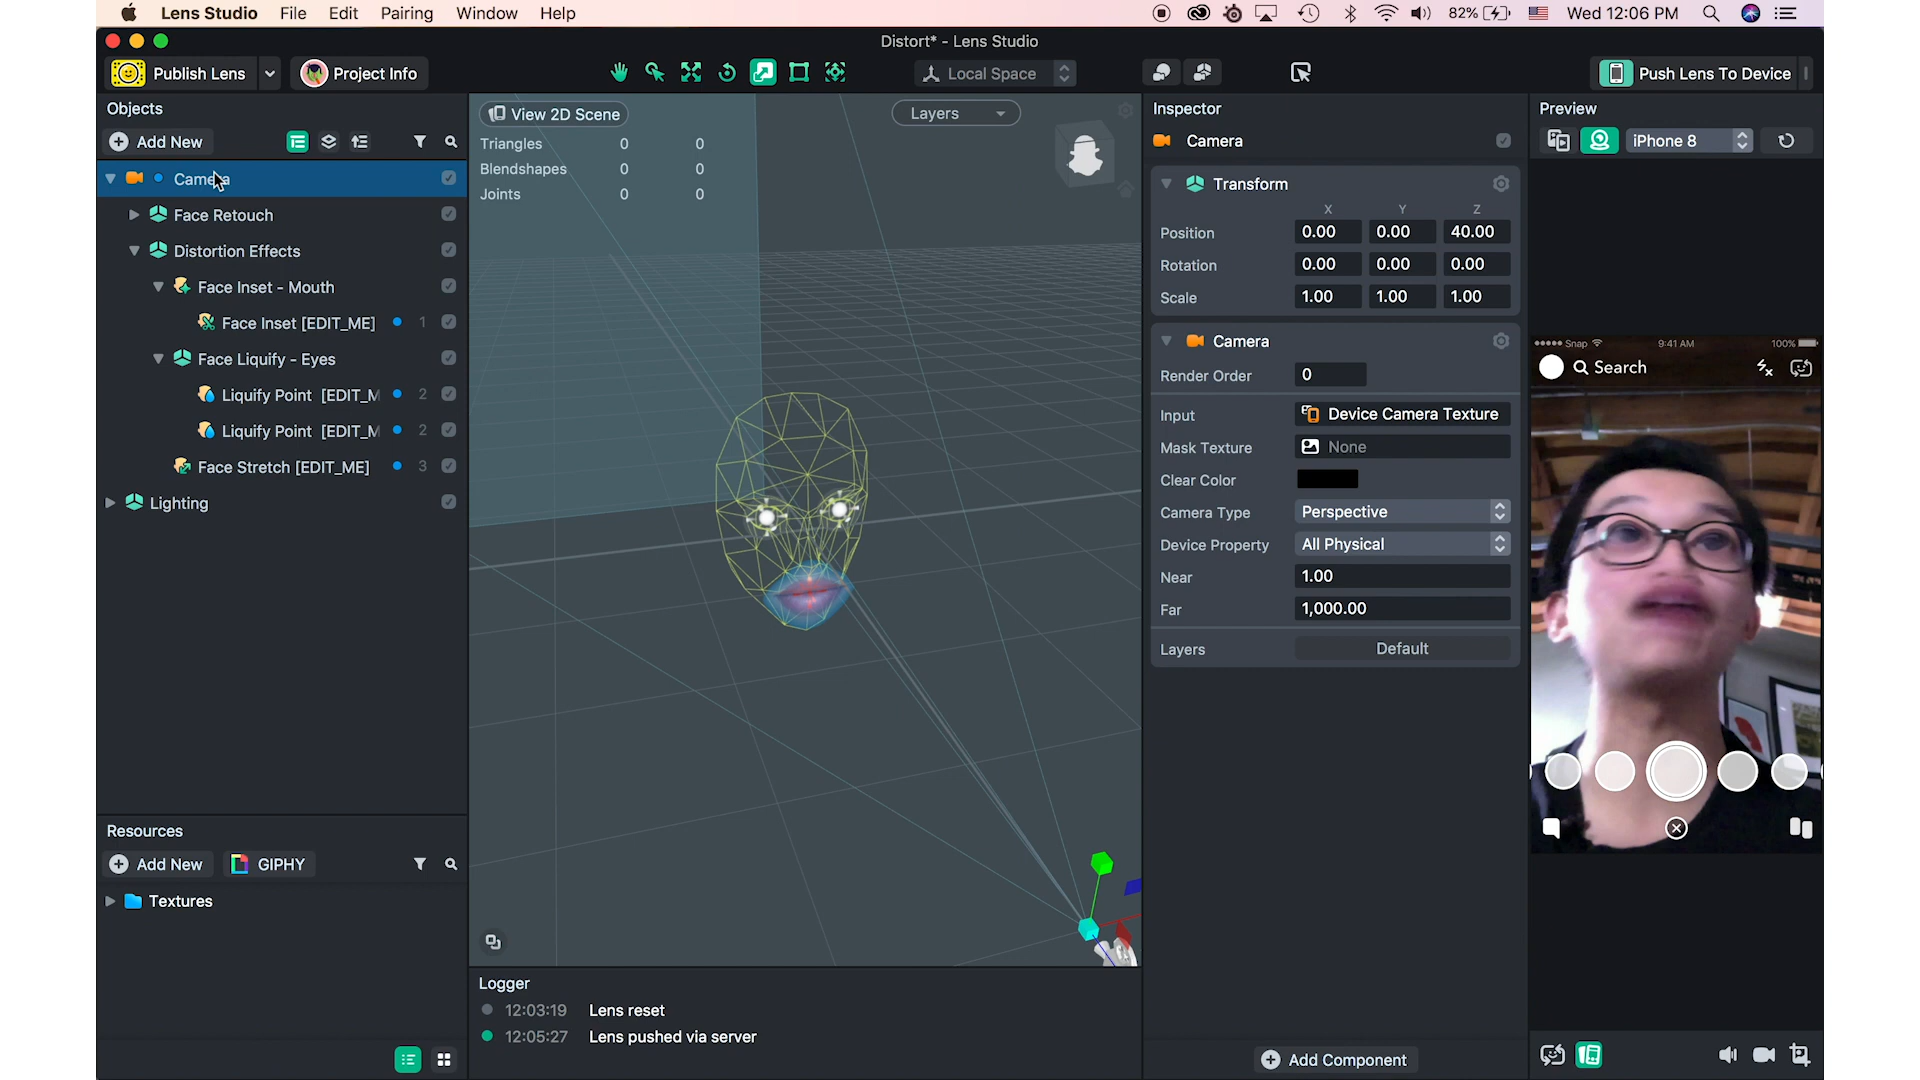 Lens Studio File Edit Pairing Window Help 82% Wed 12:06 PM
Distort* - Lens Studio
Publish Lens Project Info Local Space Push Lens To Device
Objects
Add New
Camera
Face Retouch
Distortion Effects
Face Inset - Mouth
Face Inset [EDIT_ME] 1
Face Liquify - Eyes
Liquify Point [EDIT_M 2
Liquify Point [EDIT_M 2
Face Stretch [EDIT_ME] 3
Lighting
Resources
Add New GIPHY
Textures
View 2D Scene Layers
Triangles 0 0
Blendshapes 0 0
Joints 0 0
Logger
12:03:19 Lens reset
12:05:27 Lens pushed via server
Inspector
Camera
Transform
X Y Z
Position 0.00 0.00 40.00
Rotation 0.00 0.00 0.00
Scale 1.00 1.00 1.00
Camera
Render Order 0
Input Device Camera Texture
Mask Texture None
Clear Color
Camera Type Perspective
Device Property All Physical
Near 1.00
Far 1,000.00
Layers Default
Add Component
Preview
iPhone 8
Snap 9:41 AM 100%
Search